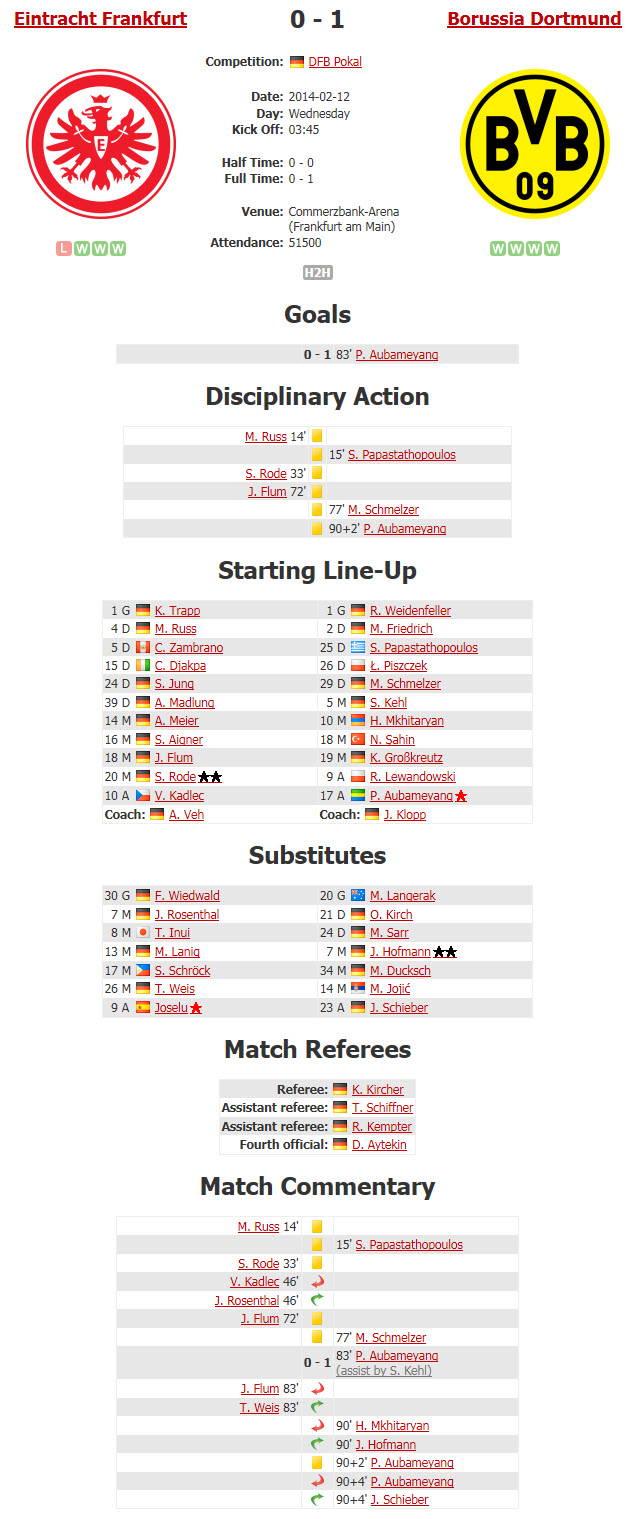 Eintracht Frankfurt 0 - 1 Borussia Dortmund
Competition: DFB Pokal
Date: 2014-02-12
Day: Wednesday
Kick Off: 03:45
Half Time: 0 - 0
Full Time: 0 - 1
Venue: Commerzbank-Arena
(Frankfurt am Main)
Attendance: 51500
E
BVB
09
L W W W
W W W W
H2H
Goals
0 - 1 83' P. Aubameyang
Disciplinary Action
M. Russ 14'
15' S. Papastathopoulos
S. Rode 33'
J. Flum 72'
77' M. Schmelzer
90+2' P. Aubameyang
Starting Line-Up
1 G K. Trapp 1 G R. Weidenfeller
4 D M. Russ 2 D M. Friedrich
5 D C. Zambrano 25 D S. Papastathopoulos
15 D C. Djakpa 26 D Ł. Piszczek
24 D S. Jung 29 D M. Schmelzer
39 D A. Madlung 5 M S. Kehl
14 M A. Meier 10 M H. Mkhitaryan
16 M S. Aigner 18 M N. Şahin
18 M J. Flum 19 M K. Großkreutz
20 M S. Rode 9 A R. Lewandowski
10 A V. Kadlec 17 A P. Aubameyang
Coach: A. Veh Coach: J. Klopp
Substitutes
30 G F. Wiedwald 20 G M. Langerak
7 M J. Rosenthal 21 D O. Kirch
8 M T. Inui 24 D M. Sarr
13 M M. Lanig 7 M J. Hofmann
17 M S. Schröck 34 M M. Ducksch
26 M T. Weis 14 M M. Jojić
9 A Joselu 23 A J. Schieber
Match Referees
Referee: K. Kircher
Assistant referee: T. Schiffner
Assistant referee: R. Kempter
Fourth official: D. Aytekin
Match Commentary
M. Russ 14'
15' S. Papastathopoulos
S. Rode 33'
V. Kadlec 46'
J. Rosenthal 46'
J. Flum 72'
77' M. Schmelzer
0 - 1 83' P. Aubameyang
(assist by S. Kehl)
J. Flum 83'
T. Weis 83'
90' H. Mkhitaryan
90' J. Hofmann
90+2' P. Aubameyang
90+4' P. Aubameyang
90+4' J. Schieber